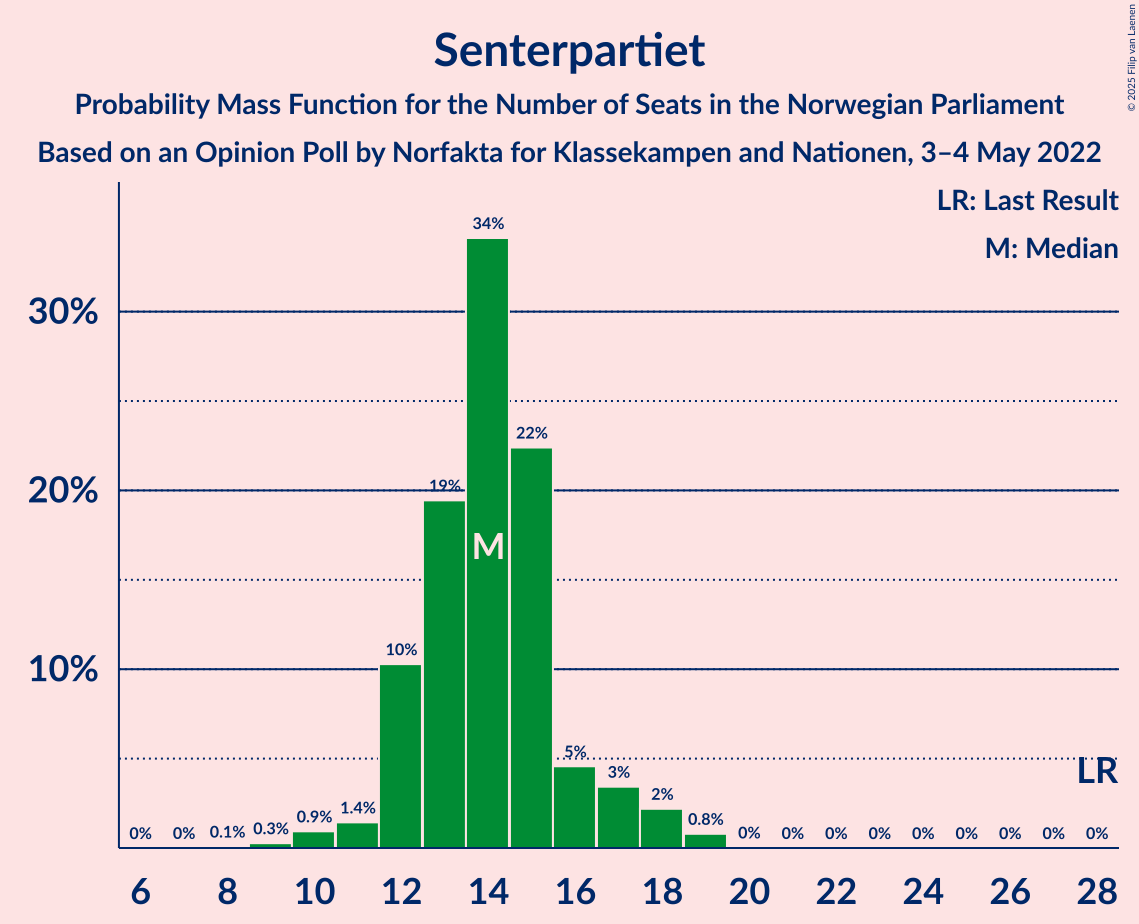 Senterpartiet
Probability Mass Function for the Number of Seats in the Norwegian Parliament
Based on an Opinion Poll by Norfakta for Klassekampen and Nationen, 3–4 May 2022
© 2025 Filip van Laenen
LR: Last Result
M: Median
30%
20%
10%
0%
0%
0.1%
0.3%
0.9%
1.4%
10%
19%
34%
22%
5%
3%
2%
0.8%
0%
0%
0%
0%
0%
0%
0%
0%
0%
M
LR
6 8 10 12 14 16 18 20 22 24 26 28